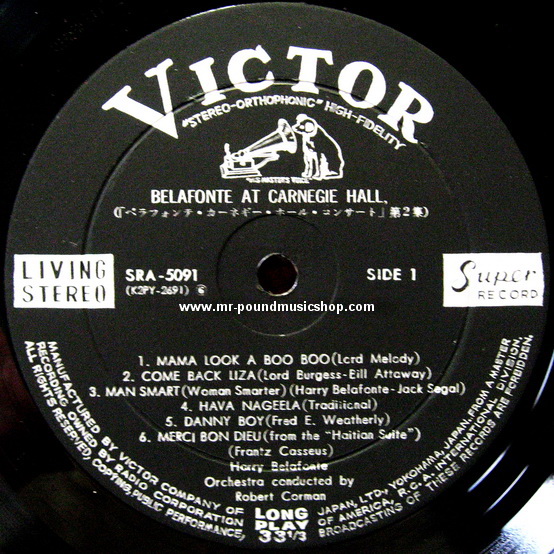 VICTOR
"STEREO-ORTHOPHONIC" HIGH-FIDELITY
"HIS MASTER'S VOICE"
BELAFONTE AT CARNEGIE HALL,
(「ベラフォンテ・カーネギー・ホール・コンサート」第2集)
LIVING
STEREO
SRA-5091
(K2PY-2691) Ⓢ
SIDE 1
Super
RECORD
www.mr-poundmusicshop.com
1. MAMA LOOK A BOO BOO(Lord Melody)
2. COME BACK LIZA(Lord Burgess-Bill Attaway)
3. MAN SMART(Woman Smarter)(Harry Belafonte-Jack Segal)
4. HAVA NAGEELA(Traditional)
5. DANNY BOY(Fred E. Weatherly)
6. MERCI BON DIEU(from the "Haitian Suite")
(Frantz Casseus)
Harry Belafonte
Orchestra conducted by
Robert Corman
LONG
PLAY
33 1/3
MANUFACTURED BY VICTOR COMPANY OF JAPAN, LTD., YOKOHAMA, JAPAN. FROM A MASTER
RECORDING OWNED BY RADIO CORPORATION OF AMERICA, R.C.A. INTERNATIONAL DIVISION.
ALL RIGHTS RESERVED, COPYING, PUBLIC PERFORMANCE, BROADCASTING OF THESE RECORDS ARE FORBIDDEN.